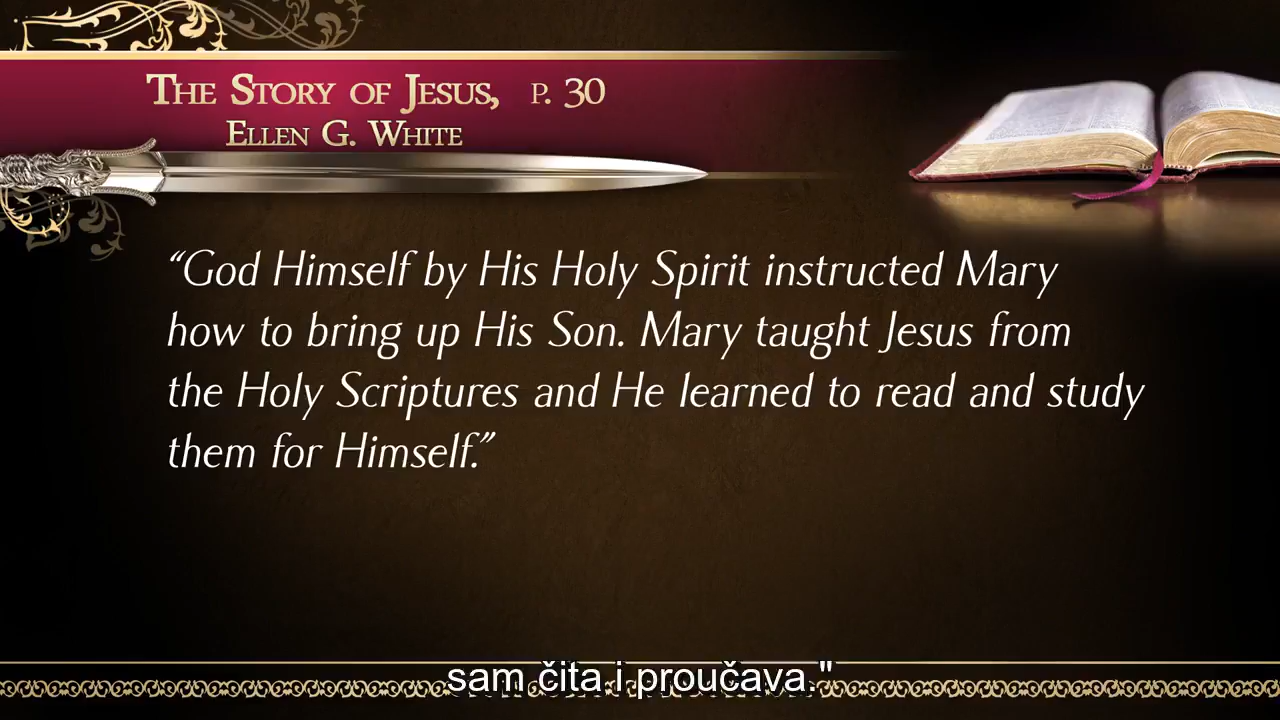 The Story of Jesus, p. 30
Ellen G. White
“God Himself by His Holy Spirit instructed Mary
how to bring up His Son. Mary taught Jesus from
the Holy Scriptures and He learned to read and study
them for Himself.”
sam čita i proučava."